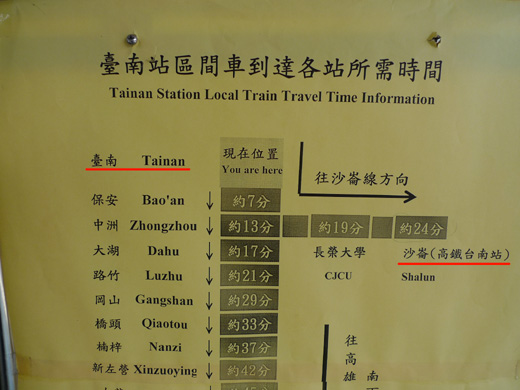 臺南站區間車到達各站所需時間
Tainan Station Local Train Travel Time Information
臺南 Tainan 現在位置
You are here
往沙崙線方向
保安 Bao'an ↓ 約7分
中洲 Zhongzhou ↓ 約13分 約19分 約24分
大湖 Dahu ↓ 約17分 長榮大學 沙崙(高鐵台南站)
路竹 Luzhu ↓ 約21分 CJCU Shalun
岡山 Gangshan ↓ 約29分
橋頭 Qiaotou ↓ 約33分
楠梓 Nanzi ↓ 約37分
新左營 Xinzuoying ↓ 約42分
往高雄
南